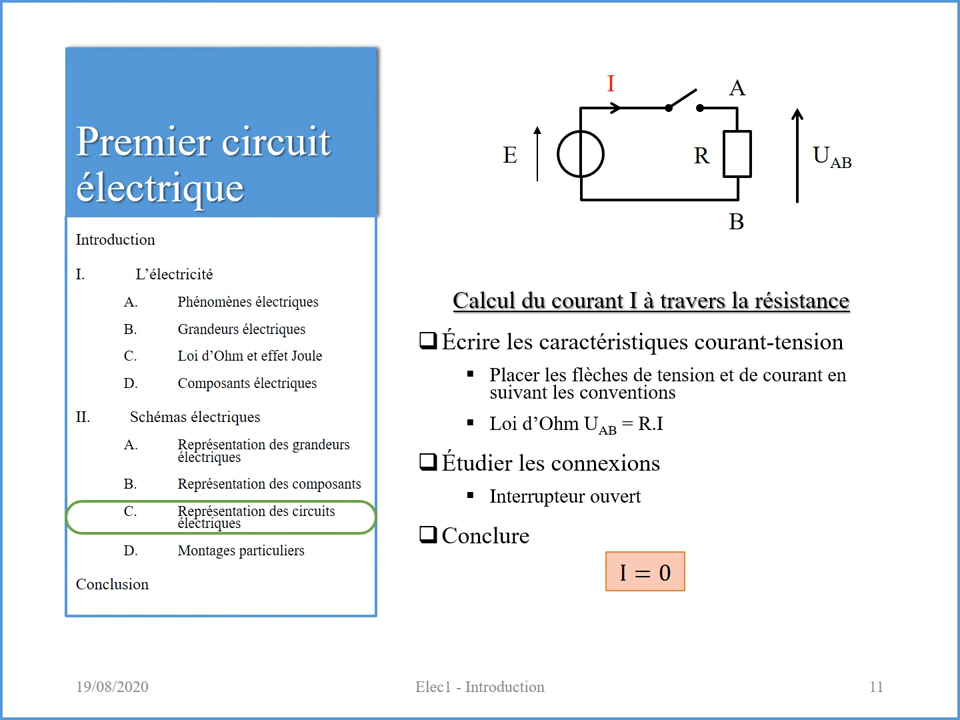 Premier circuit
électrique
Introduction
I. L’électricité
A. Phénomènes électriques
B. Grandeurs électriques
C. Loi d’Ohm et effet Joule
D. Composants électriques
II. Schémas électriques
A. Représentation des grandeurs
électriques
B. Représentation des composants
C. Représentation des circuits
électriques
D. Montages particuliers
Conclusion
I
A
E
R
U_AB
B
Calcul du courant I à travers la résistance
Écrire les caractéristiques courant-tension
▪ Placer les flèches de tension et de courant en
suivant les conventions
▪ Loi d’Ohm U_AB = R.I
Étudier les connexions
▪ Interrupteur ouvert
Conclure
I = 0
19/08/2020
Elec1 - Introduction
11